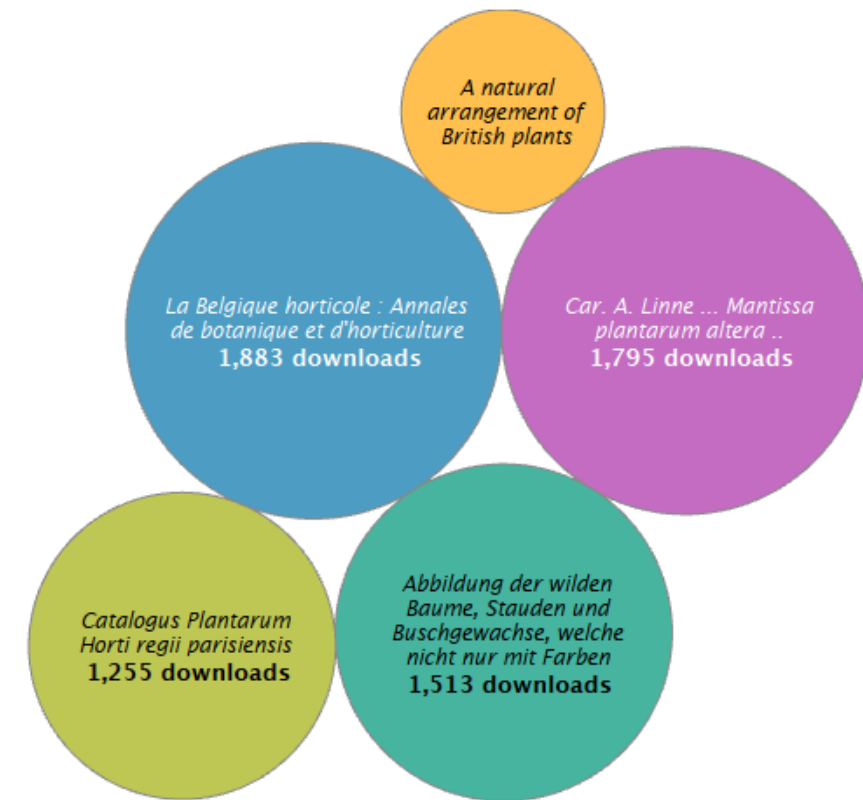 A natural
arrangement of
British plants
La Belgique horticole : Annales
de botanique et d'horticulture
1,883 downloads
Car. A. Linne ... Mantissa
plantarum altera ..
1,795 downloads
Catalogus Plantarum
Horti regii parisiensis
1,255 downloads
Abbildung der wilden
Baume, Stauden und
Buschgewachse, welche
nicht nur mit Farben
1,513 downloads